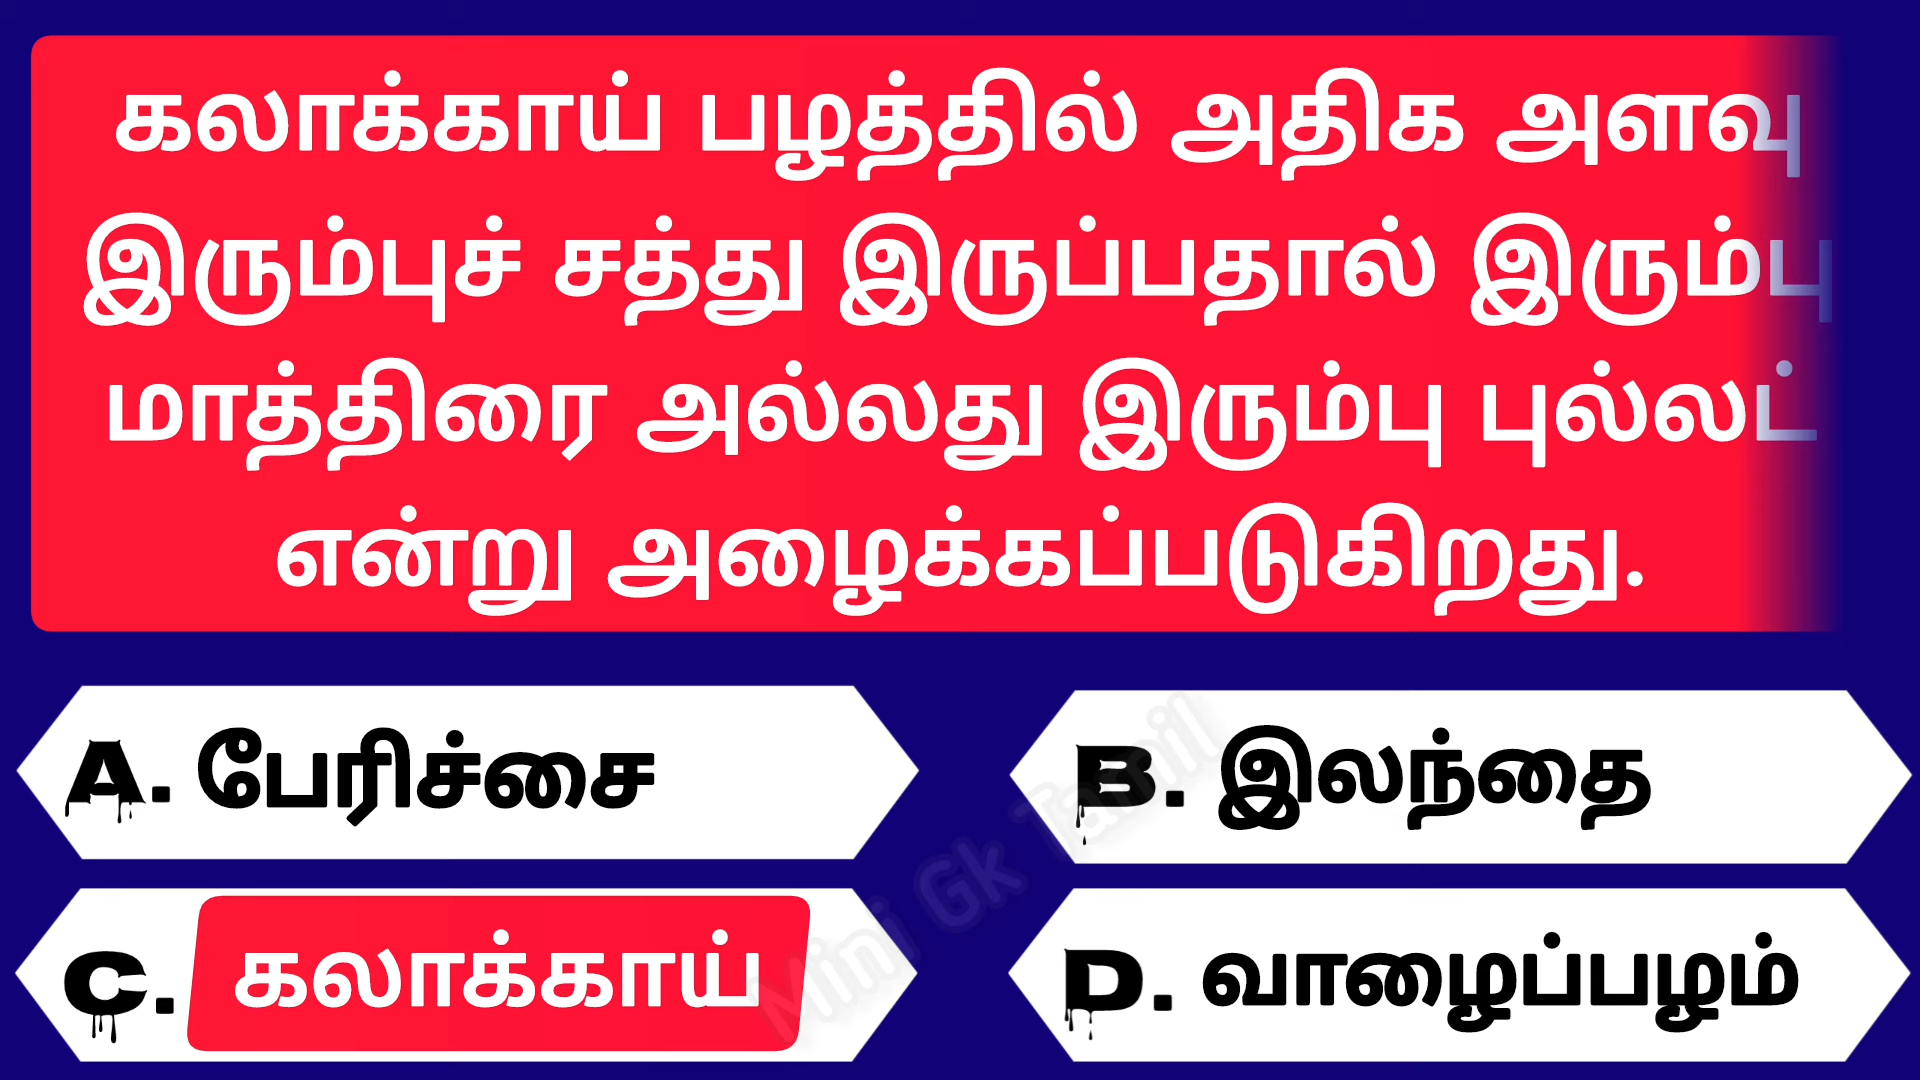 கலாக்காய் பழத்தில் அதிக அளவு
இரும்புச் சத்து இருப்பதால் இரும்பு
மாத்திரை அல்லது இரும்பு புல்லட்
என்று அழைக்கப்படுகிறது.
A. பேரிச்சை
B. இலந்தை
C. கலாக்காய்
D. வாழைப்பழம்
Mini Gk Tamil